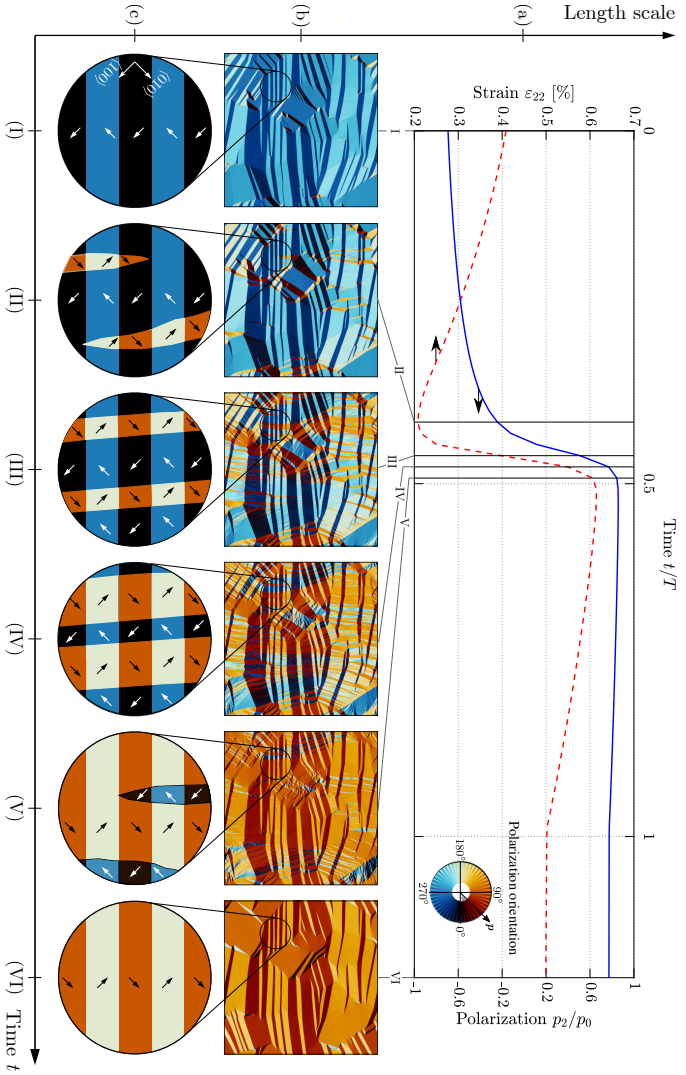 Length scale
(a)
(b)
(c)
Strain ε₂₂ [%]
0.2
0.3
0.4
0.5
0.6
0.7
0
0.5
1
Time t/T
-1
-0.6
-0.2
0.2
0.6
1
Polarization p₂/p₀
Polarization orientation
90°
180°
270°
0°
p
I
II
III
IV
V
VI
⟨100⟩
⟨010⟩
(I)
(II)
(III)
(IV)
(V)
(VI)
Time t